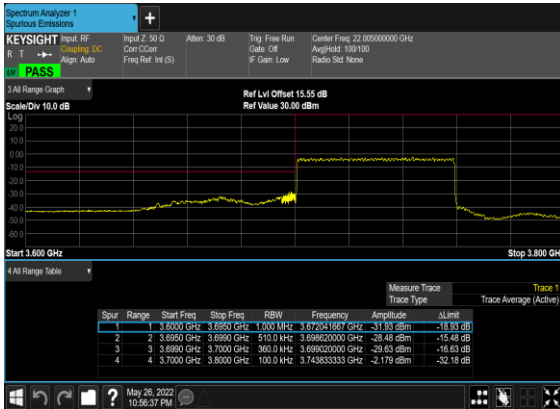 Spectrum Analyzer 1
Spurious Emissions
+
KEYSIGHT Input: RF Input Z: 50 Ω Atten: 30 dB Trig: Free Run Center Freq: 22.005000000 GHz
R T Coupling: DC Corr CCorr Gate: Off Avg|Hold: 100/100
Align: Auto Freq Ref: Int (S) IF Gain: Low Radio Std: None
LNI PASS
3 All Range Graph
Ref Lvl Offset 15.55 dB
Scale/Div 10.0 dB Ref Value 30.00 dBm
Log
20.0
10.0
0.00
-10.0
-20.0
-30.0
-40.0
-50.0
-60.0
Start 3.600 GHz Stop 3.800 GH
4 All Range Table
Measure Trace Trace 1
Trace Type Trace Average (Active)
Spur Range Start Freq Stop Freq RBW Frequency Amplitude ΔLimit
1 1 3.6000 GHz 3.6950 GHz 1.000 MHz 3.672041667 GHz -31.93 dBm -18.93 dB
2 2 3.6950 GHz 3.6990 GHz 510.0 kHz 3.698620000 GHz -28.48 dBm -15.48 dB
3 3 3.6990 GHz 3.7000 GHz 360.0 kHz 3.699020000 GHz -29.63 dBm -16.63 dB
4 4 3.7000 GHz 3.8000 GHz 100.0 kHz 3.743833333 GHz -2.179 dBm -32.18 dB
? May 26, 2022
10:56:37 PM